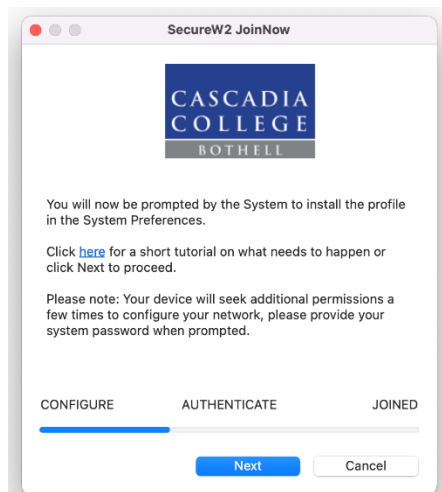 SecureW2 JoinNow
CASCADIA
COLLEGE
BOTHELL
You will now be prompted by the System to install the profile
in the System Preferences.
Click here for a short tutorial on what needs to happen or
click Next to proceed.
Please note: Your device will seek additional permissions a
few times to configure your network, please provide your
system password when prompted.
CONFIGURE AUTHENTICATE JOINED
Next Cancel